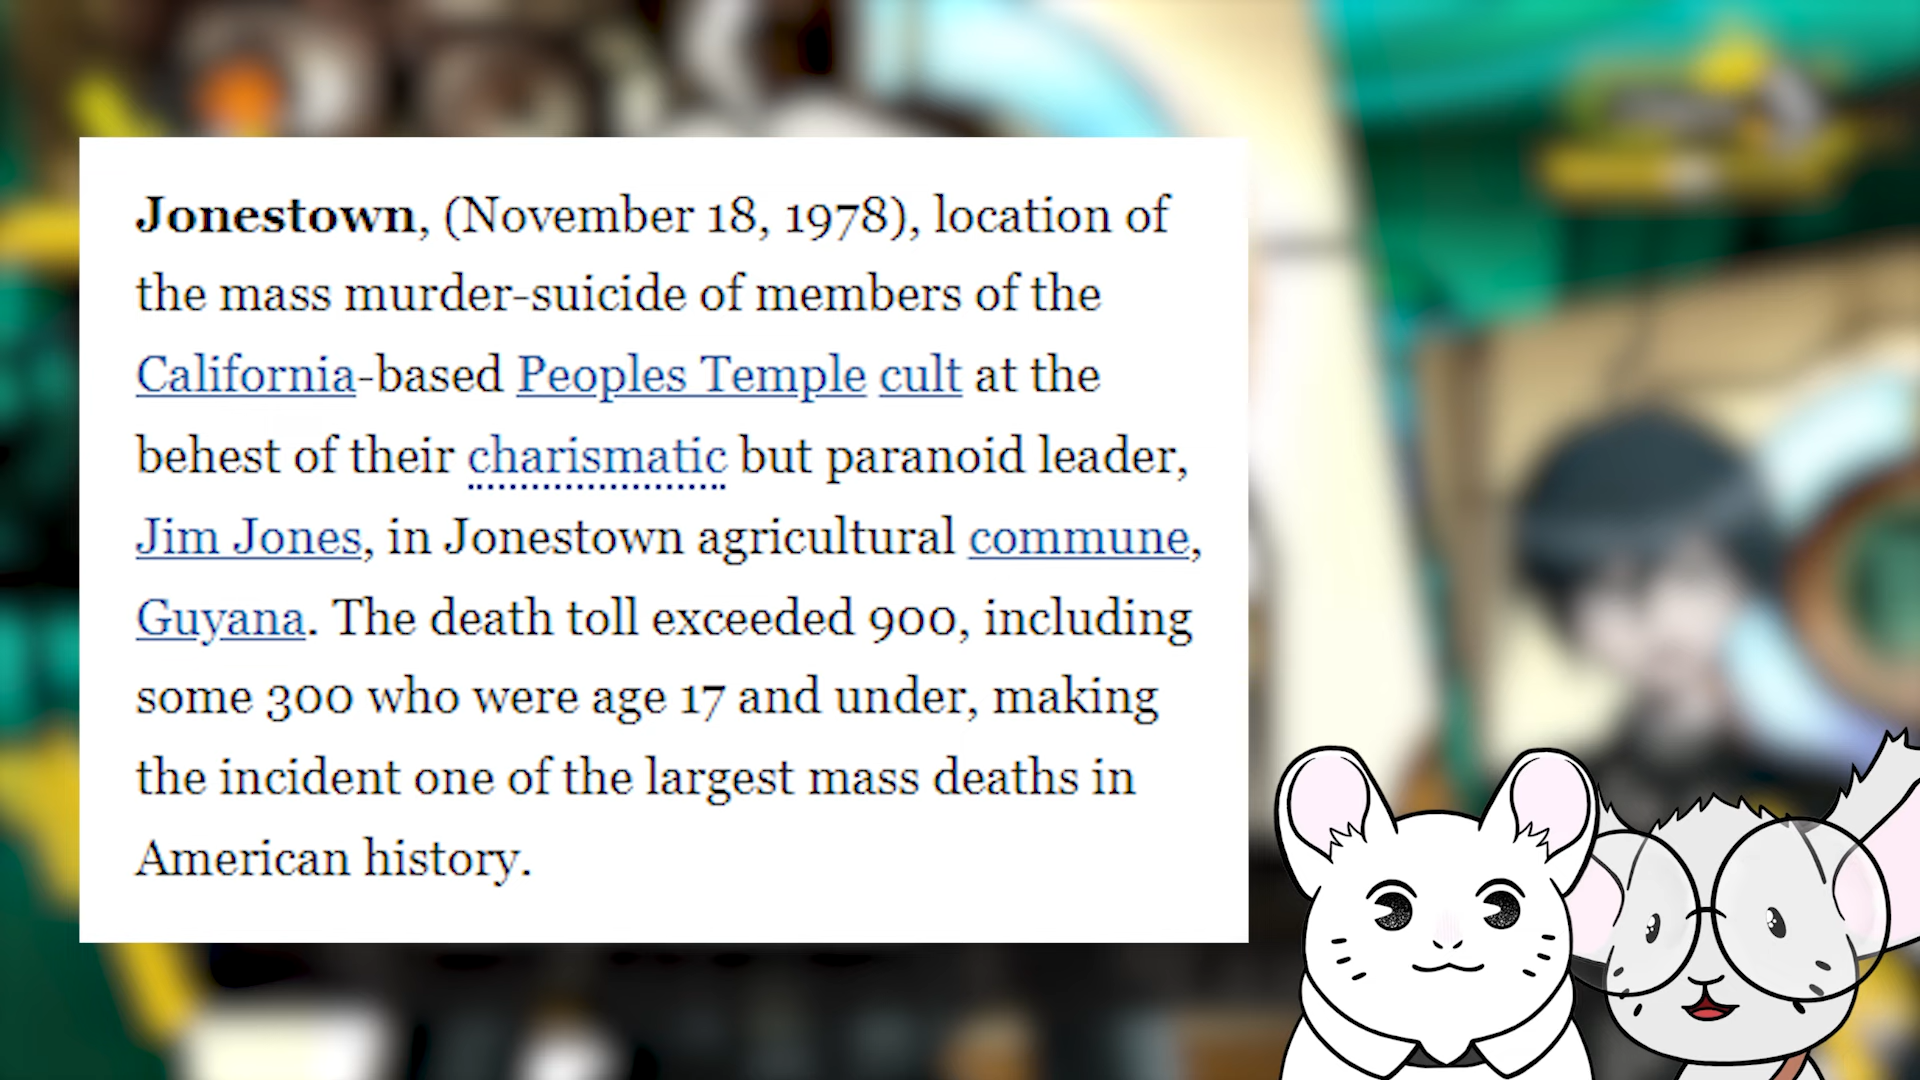 Jonestown, (November 18, 1978), location of
the mass murder-suicide of members of the
California-based Peoples Temple cult at the
behest of their charismatic but paranoid leader,
Jim Jones, in Jonestown agricultural commune,
Guyana. The death toll exceeded 900, including
some 300 who were age 17 and under, making
the incident one of the largest mass deaths in
American history.